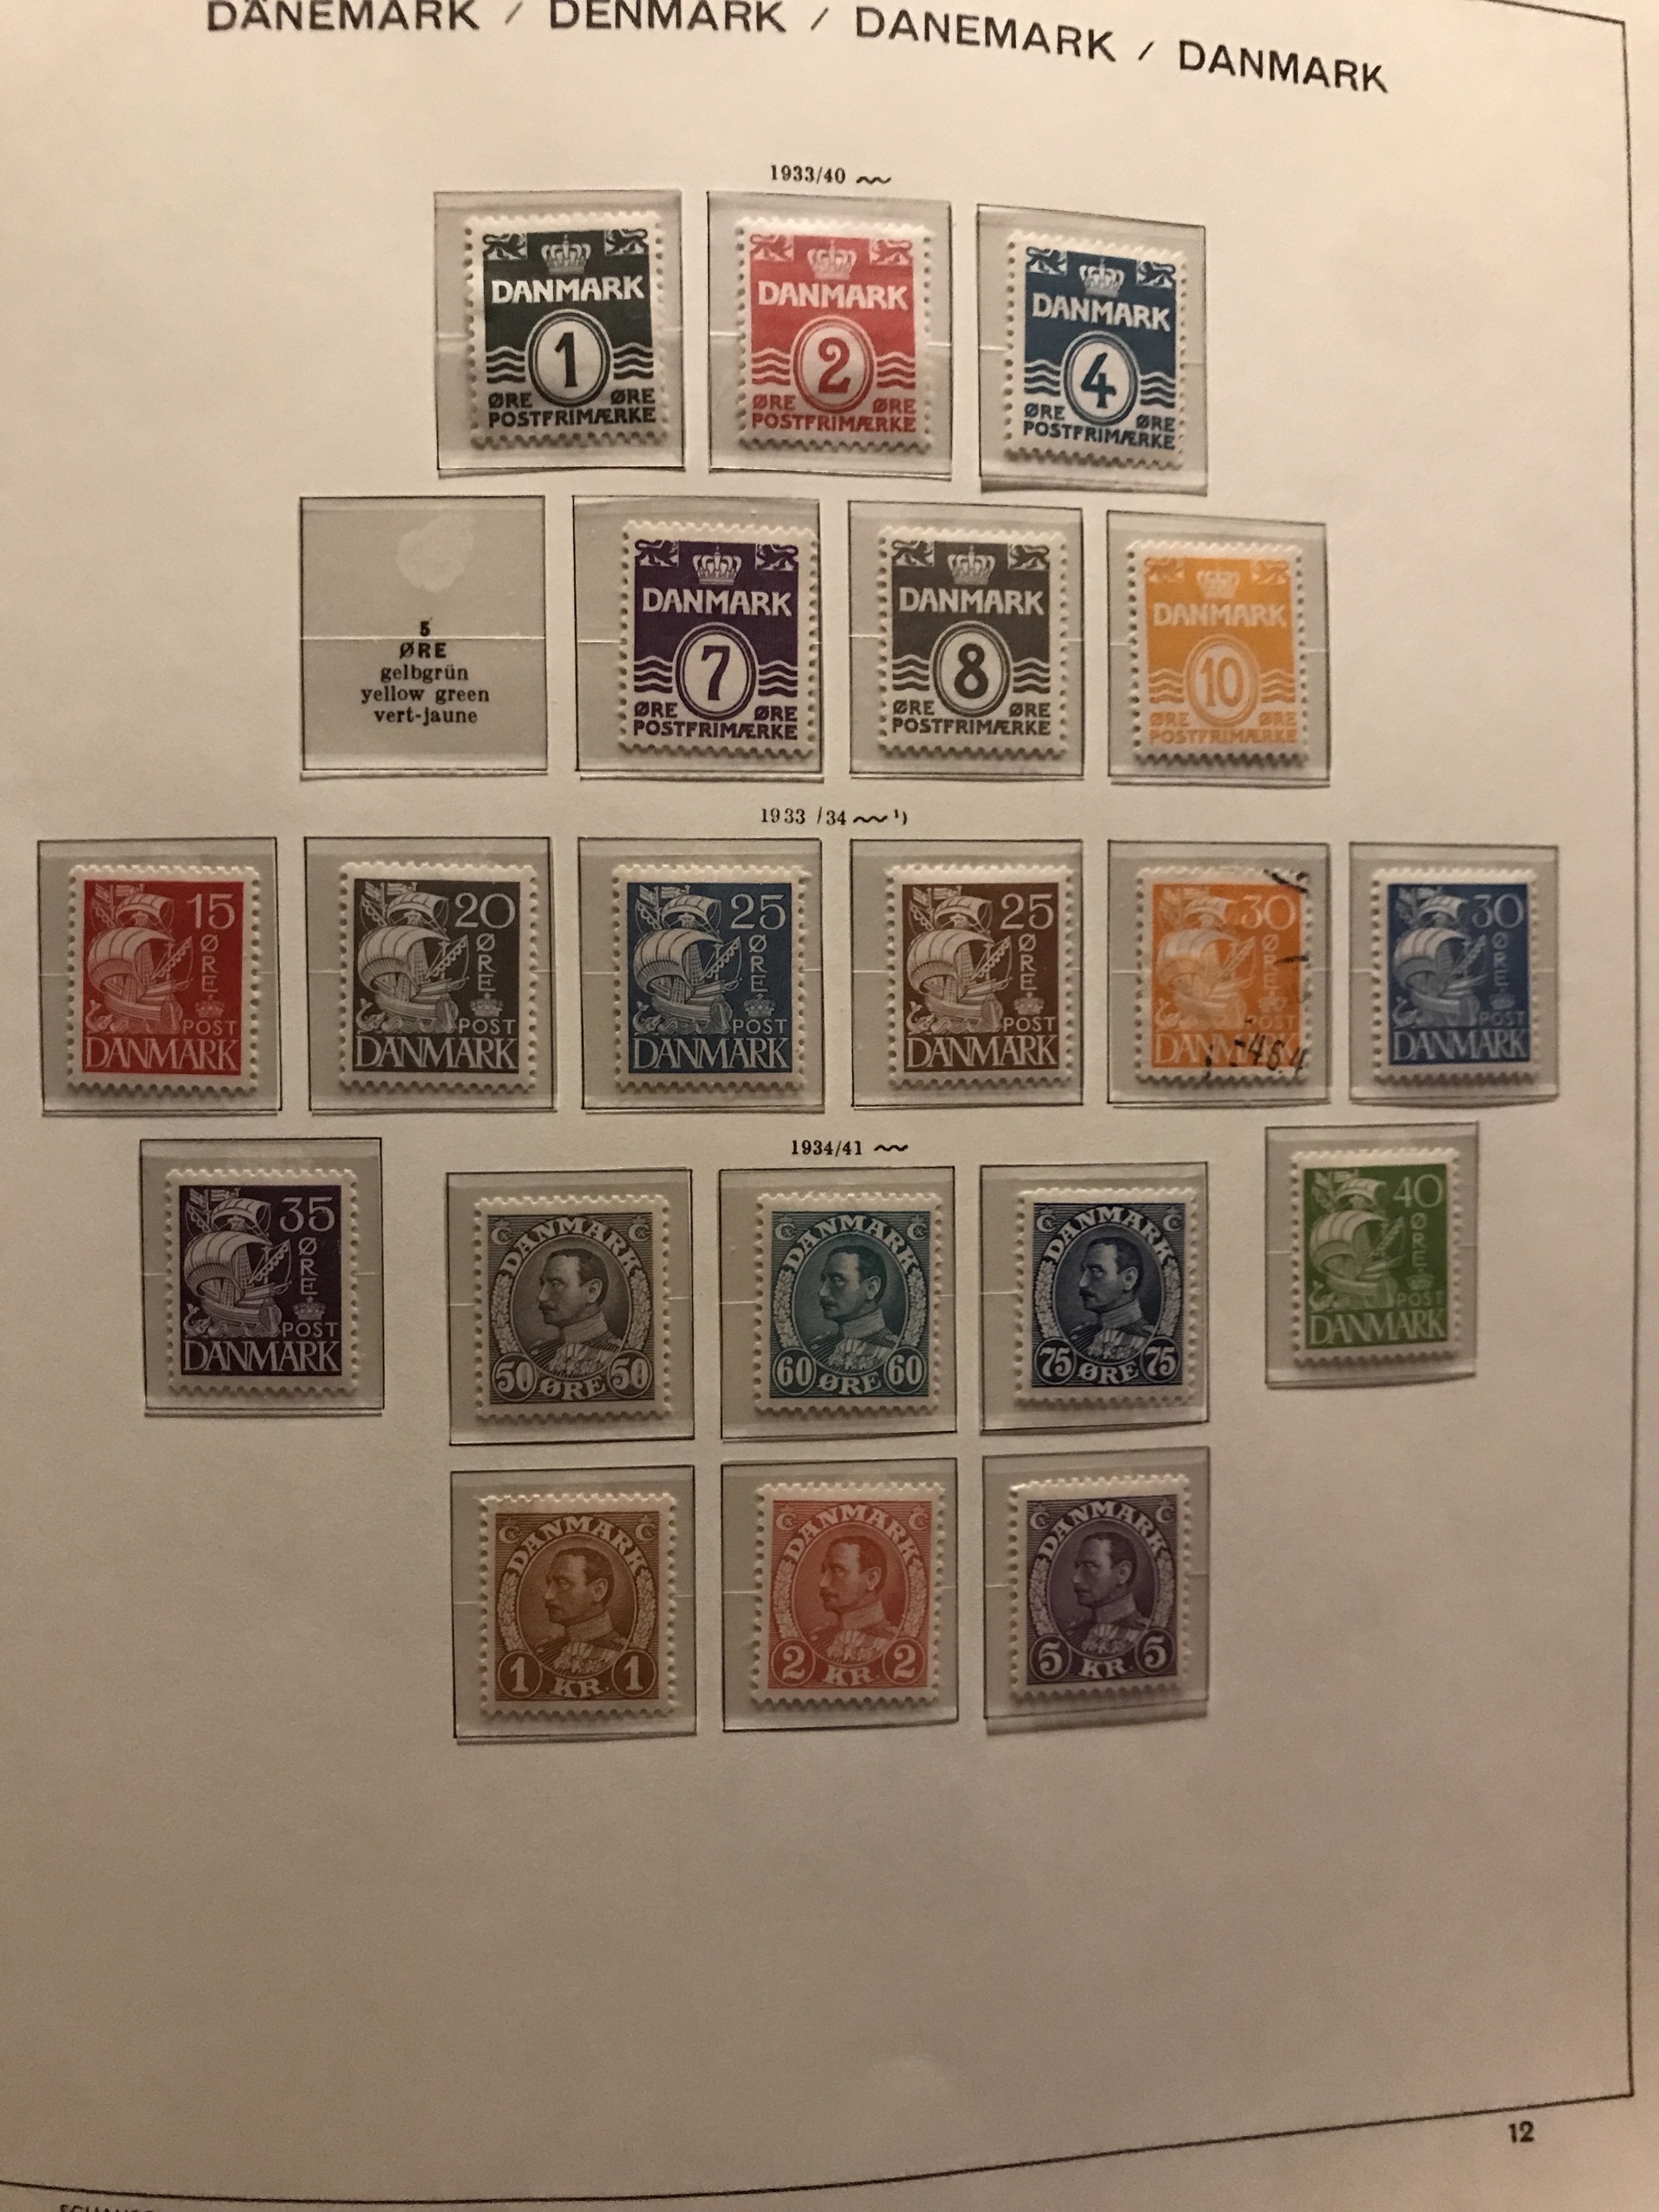 DÄNEMARK / DENMARK / DANEMARK / DANMARK
1933/40
DANMARK
1
ØRE ØRE
POSTFRIMÆRKE
DANMARK
2
ØRE ØRE
POSTFRIMÆRKE
DANMARK
4
ØRE ØRE
POSTFRIMÆRKE
5
ØRE
gelbgrün
yellow green
vert-jaune
DANMARK
7
ØRE ØRE
POSTFRIMÆRKE
DANMARK
8
ØRE ØRE
POSTFRIMÆRKE
DANMARK
10
ØRE ØRE
POSTFRIMÆRKE
1933/34 ¹)
15
ØRE
POST
DANMARK
20
ØRE
POST
DANMARK
25
ØRE
POST
DANMARK
25
ØRE
POST
DANMARK
30
ØRE
POST
DANMARK
30
ØRE
POST
DANMARK
1934/41
35
ØRE
POST
DANMARK
C C
DANMARK
50 ØRE 50
C C
DANMARK
60 ØRE 60
C C
DANMARK
75 ØRE 75
40
ØRE
POST
DANMARK
C C
DANMARK
1 KR. 1
C C
DANMARK
2 KR. 2
C C
DANMARK
5 KR. 5
12